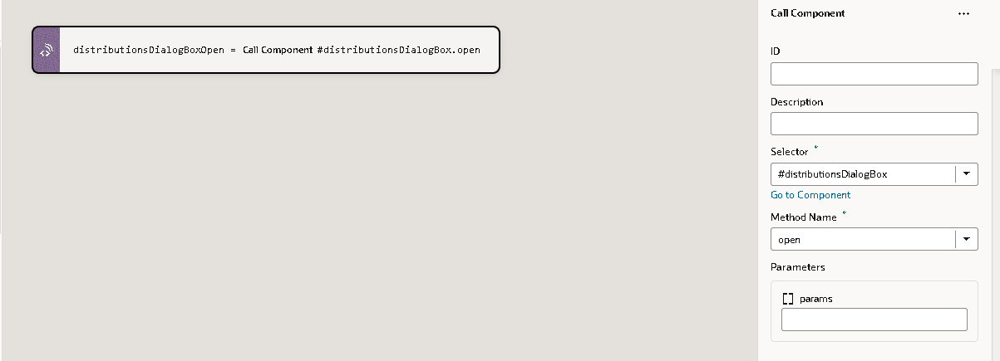 Call Component
distributionsDialogBoxOpen = Call Component #distributionsDialogBox.open
ID
Description
Selector *
#distributionsDialogBox
Go to Component
Method Name *
open
Parameters
[] params